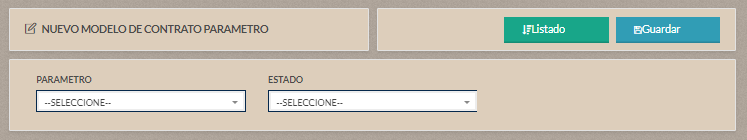 NUEVO MODELO DE CONTRATO PARAMETRO
Listado
Guardar
PARAMETRO
ESTADO
--SELECCIONE--
--SELECCIONE--